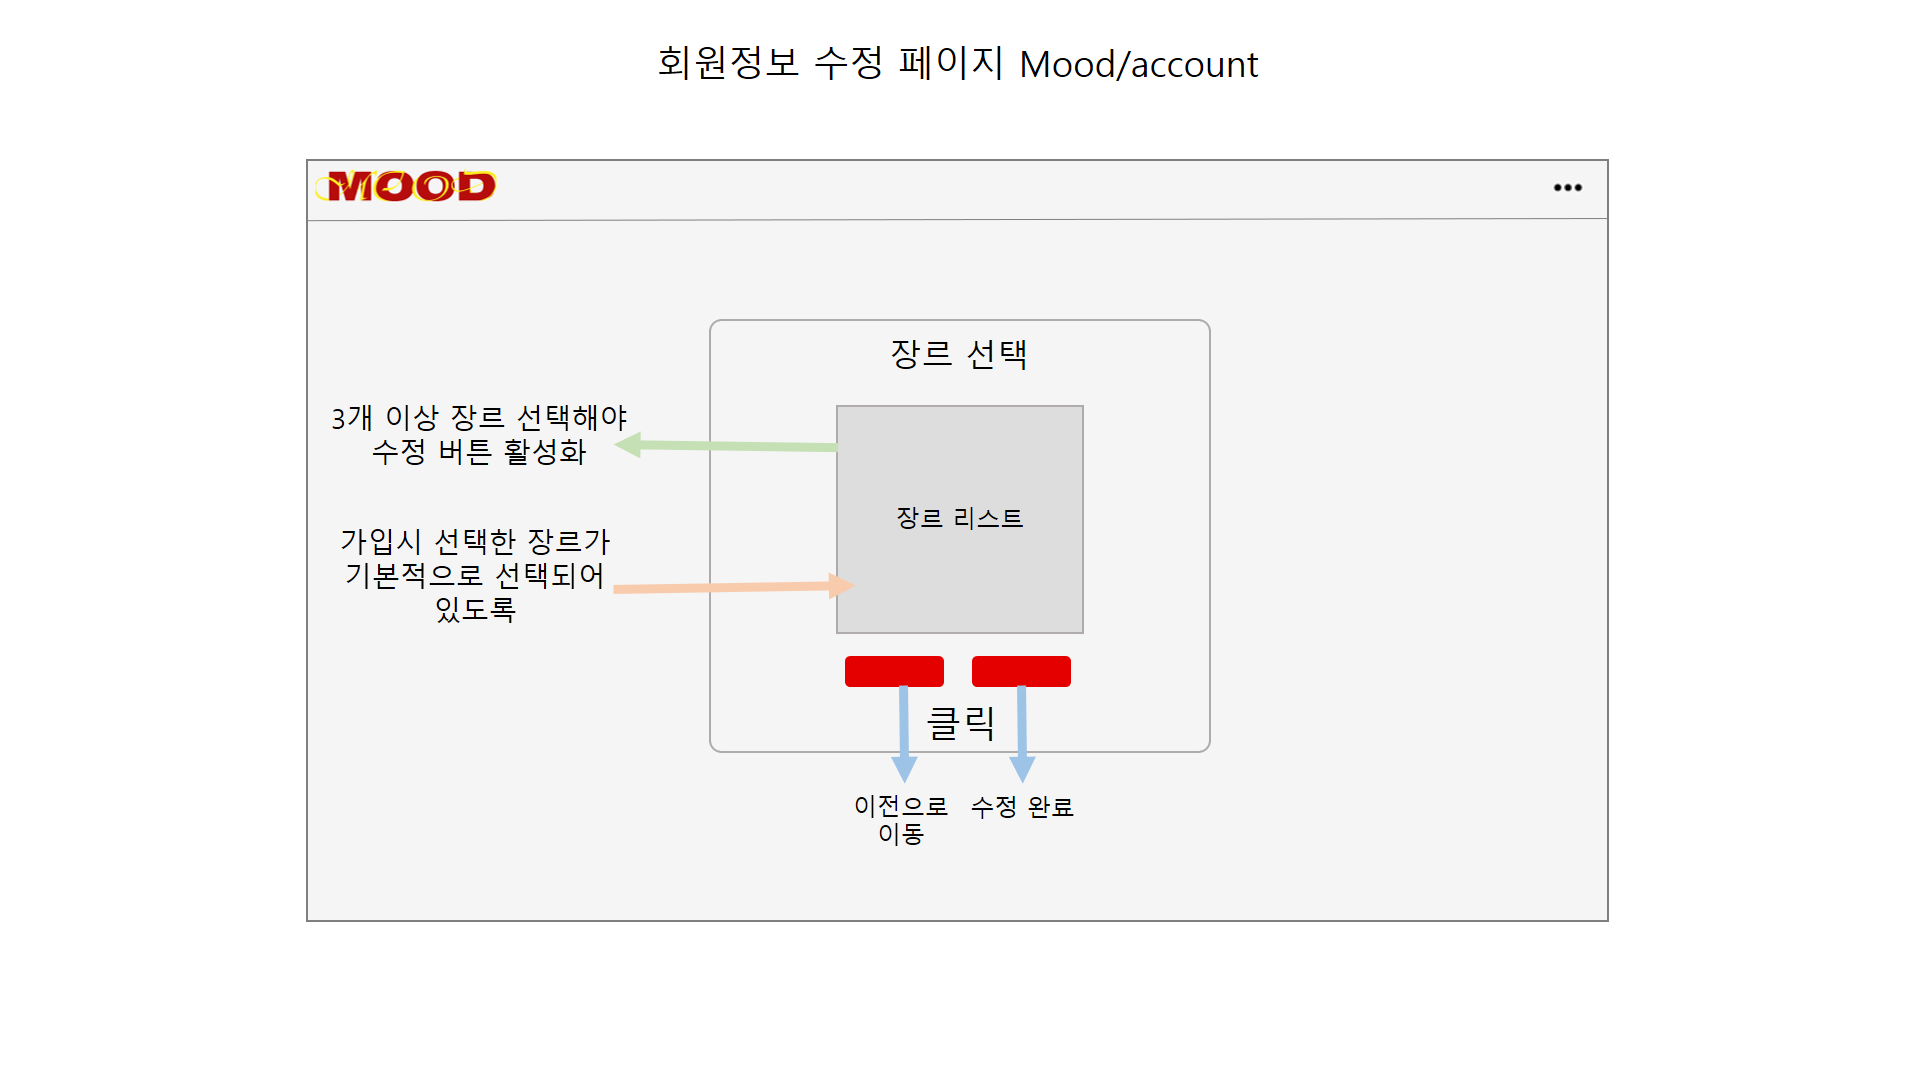 회원정보 수정 페이지 Mood/account
MOOD
장르 선택
3개 이상 장르 선택해야
수정 버튼 활성화
장르 리스트
가입시 선택한 장르가
기본적으로 선택되어
있도록
클릭
이전으로
이동
수정 완료